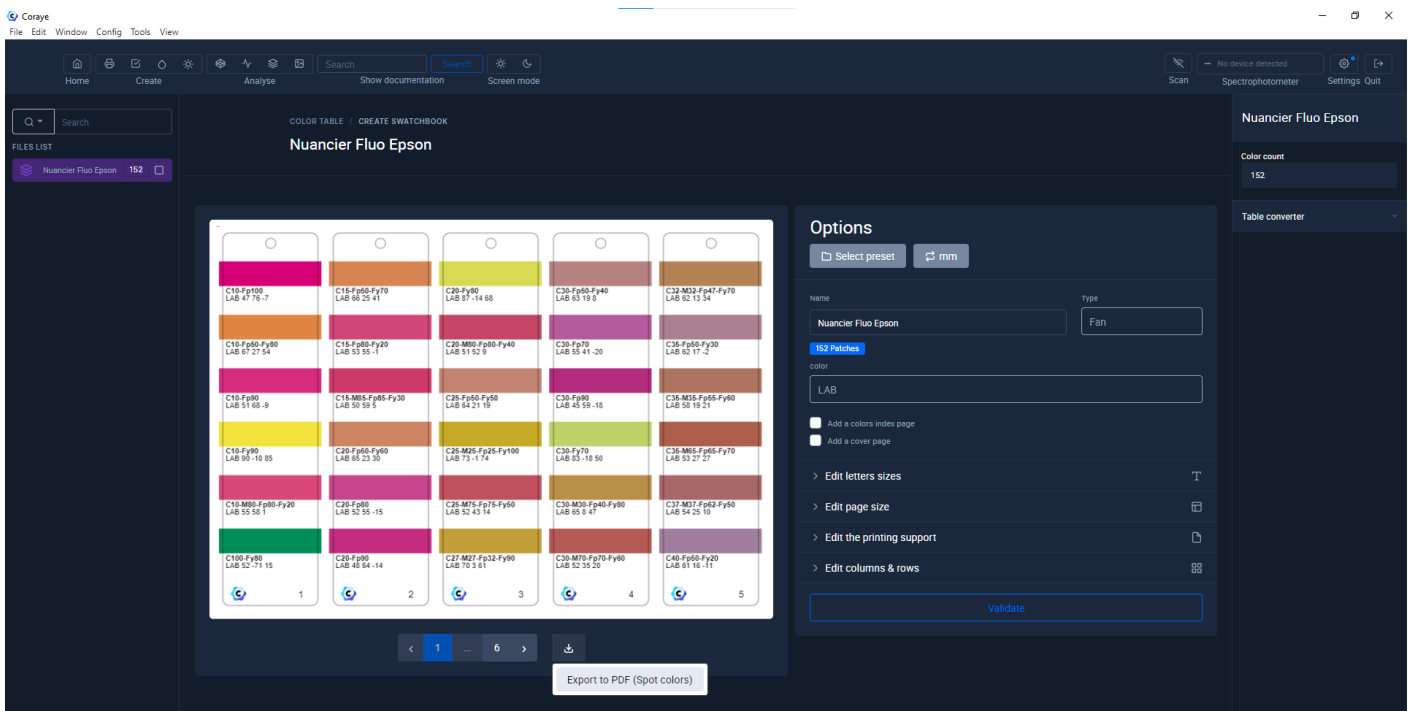 Coraye
File Edit Window Config Tools View
Search
Search
No device detected
Home
Create
Analyse
Show documentation
Screen mode
Scan
Spectrophotometer
Settings
Quit
Search
FILES LIST
Nuancier Fluo Epson 152
COLOR TABLE / CREATE SWATCHBOOK
Nuancier Fluo Epson
C10-Fp100
LAB 47 76 -7
C10-Fp50-Fy80
LAB 67 27 54
C10-Fp90
LAB 51 68 -9
C10-Fy90
LAB 90 -10 85
C10-M80-Fp80-Fy20
LAB 55 58 1
C100-Fy80
LAB 52 -71 15
1
C15-Fp50-Fy70
LAB 66 25 41
C15-Fp80-Fy20
LAB 53 55 -1
C15-M85-Fp85-Fy30
LAB 50 59 5
C20-Fp50-Fy60
LAB 65 23 30
C20-Fp80
LAB 52 55 -15
C20-Fp90
LAB 48 64 -14
2
C20-Fy80
LAB 87 -14 68
C20-M80-Fp80-Fy40
LAB 51 52 9
C25-Fp50-Fy50
LAB 64 21 19
C25-M25-Fp25-Fy100
LAB 73 -1 74
C25-M75-Fp75-Fy50
LAB 52 43 14
C27-M27-Fp32-Fy90
LAB 70 3 61
3
C30-Fp50-Fy40
LAB 63 19 8
C30-Fp70
LAB 55 41 -20
C30-Fp90
LAB 45 59 -18
C30-Fy70
LAB 83 -18 50
C30-M30-Fp40-Fy80
LAB 65 8 47
C30-M70-Fp70-Fy60
LAB 52 35 20
4
C32-M32-Fp47-Fy70
LAB 62 13 34
C35-Fp50-Fy30
LAB 62 17 -2
C35-M35-Fp55-Fy60
LAB 58 19 21
C35-M65-Fp65-Fy70
LAB 53 27 27
C37-M37-Fp62-Fy50
LAB 54 25 10
C40-Fp50-Fy20
LAB 61 16 -11
5
1 ... 6
Export to PDF (Spot colors)
Options
Select preset
mm
Name
Type
Nuancier Fluo Epson
Fan
152 Patches
color
LAB
Add a colors index page
Add a cover page
Edit letters sizes
Edit page size
Edit the printing support
Edit columns & rows
Validate
Nuancier Fluo Epson
Color count
152
Table converter